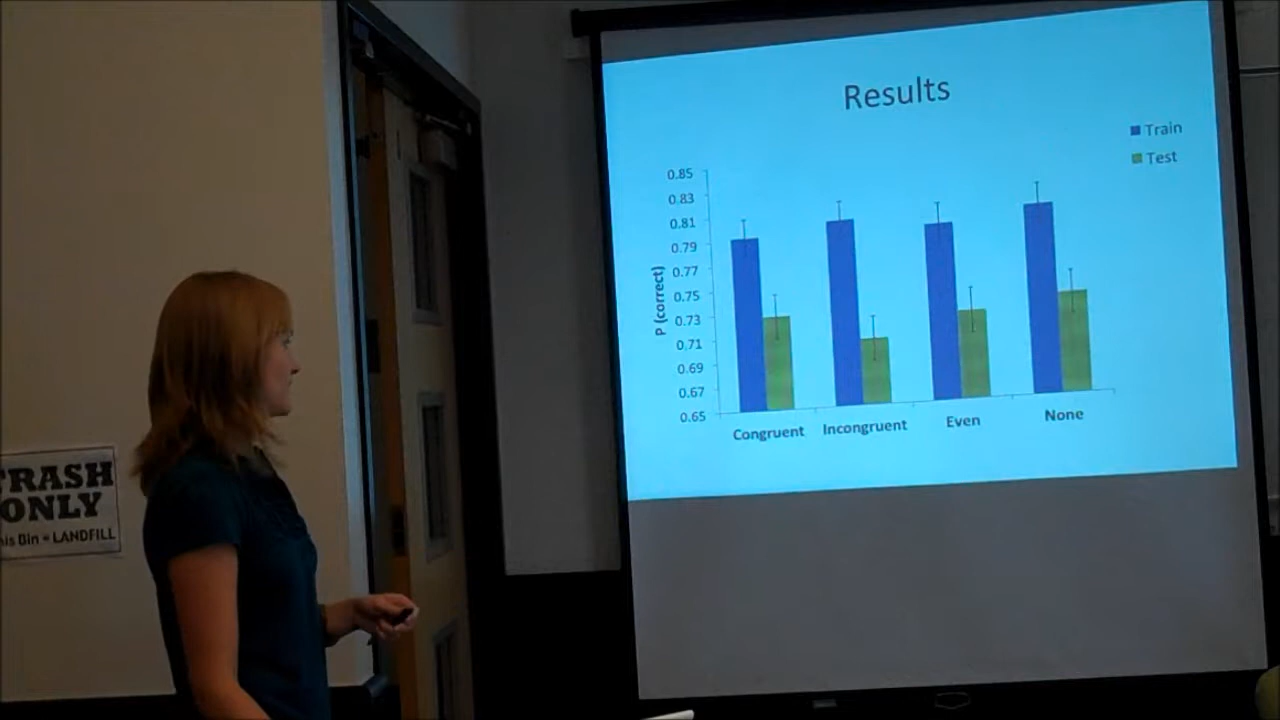 Results
Train
Test
0.85
0.83
0.81
0.79
0.77
0.75
0.73
0.71
0.69
0.67
0.65
P (correct)
Congruent Incongruent Even None
TRASH
ONLY
his Bin = LANDFILL